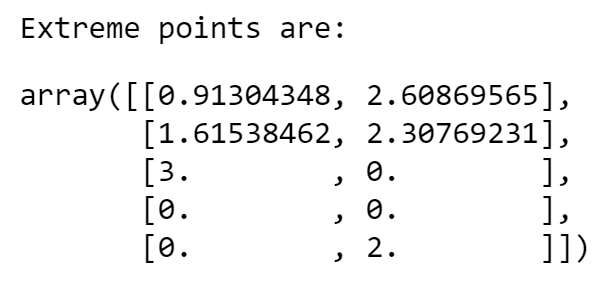 Extreme points are:
array([[0.91304348, 2.60869565],
       [1.61538462, 2.30769231],
       [3.        , 0.        ],
       [0.        , 0.        ],
       [0.        , 2.        ]])